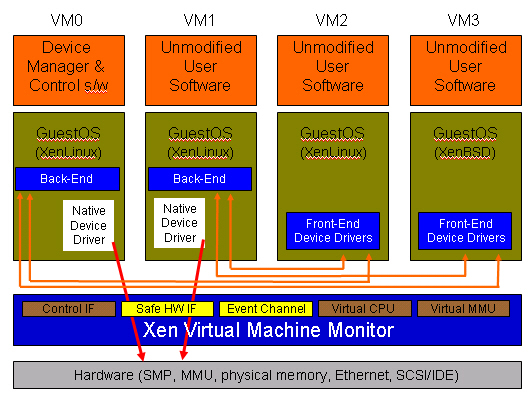 VM0
VM1
VM2
VM3
Device
Manager &
Control s/w
Unmodified
User
Software
Unmodified
User
Software
Unmodified
User
Software
GuestOS
(XenLinux)
Back-End
Native
Device
Driver
GuestOS
(XenLinux)
Back-End
Native
Device
Driver
GuestOS
(XenLinux)
Front-End
Device Drivers
GuestOS
(XenBSD)
Front-End
Device Drivers
Control IF
Safe HW IF
Event Channel
Virtual CPU
Virtual MMU
Xen Virtual Machine Monitor
Hardware (SMP, MMU, physical memory, Ethernet, SCSI/IDE)